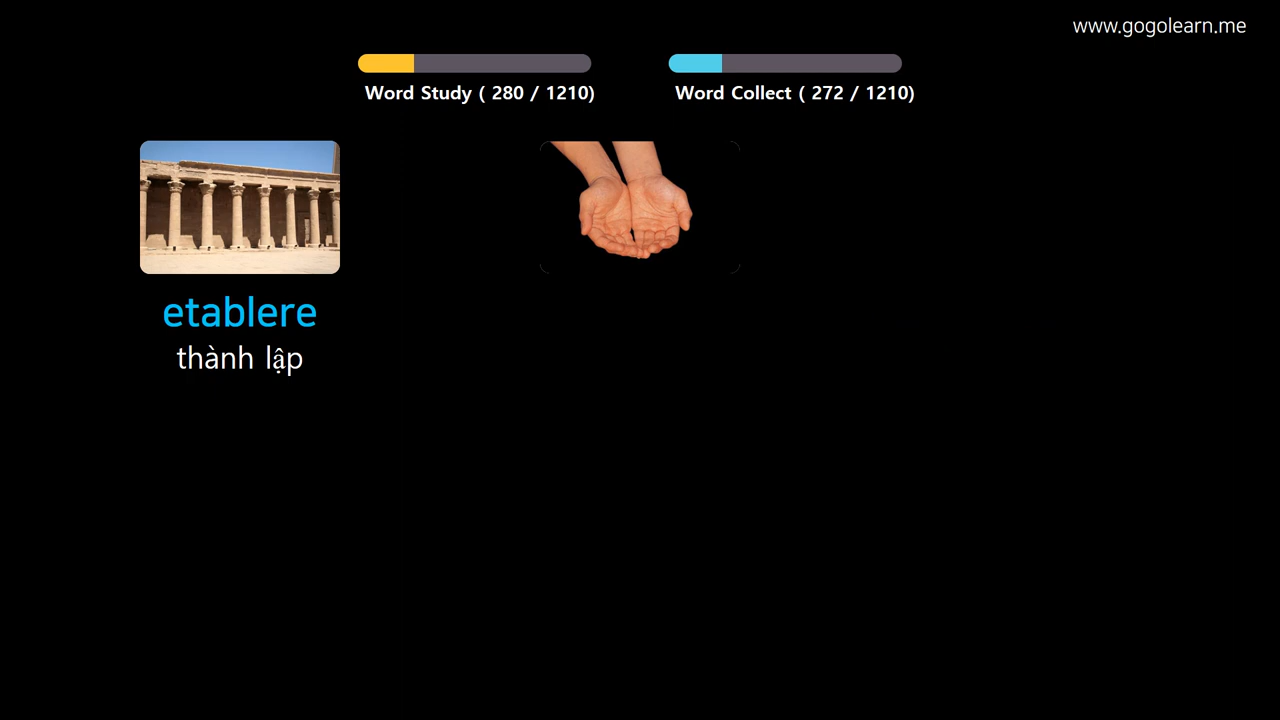 www.gogolearn.me
Word Study ( 280 / 1210)
Word Collect ( 272 / 1210)
etablere
thành lập